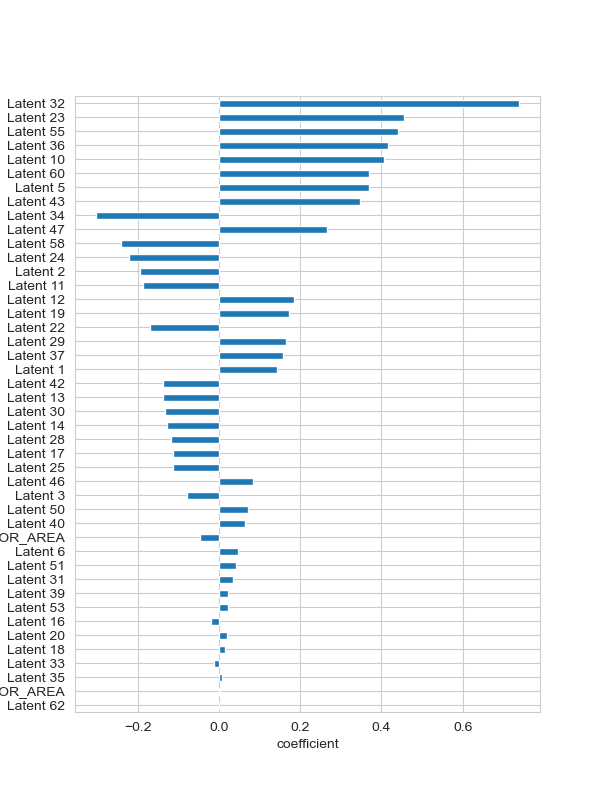 Latent 32
Latent 23
Latent 55
Latent 36
Latent 10
Latent 60
Latent 5
Latent 43
Latent 34
Latent 47
Latent 58
Latent 24
Latent 2
Latent 11
Latent 12
Latent 19
Latent 22
Latent 29
Latent 37
Latent 1
Latent 42
Latent 13
Latent 30
Latent 14
Latent 28
Latent 17
Latent 25
Latent 46
Latent 3
Latent 50
Latent 40
OR_AREA
Latent 6
Latent 51
Latent 31
Latent 39
Latent 53
Latent 16
Latent 20
Latent 18
Latent 33
Latent 35
OR_AREA
Latent 62
−0.2 0.0 0.2 0.4 0.6
coefficient